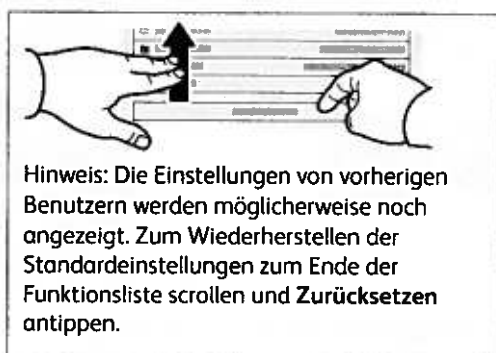 Hinweis: Die Einstellungen von vorherigen
Benutzern werden möglicherweise noch
angezeigt. Zum Wiederherstellen der
Standardeinstellungen zum Ende der
Funktionsliste scrollen und Zurücksetzen
antippen.